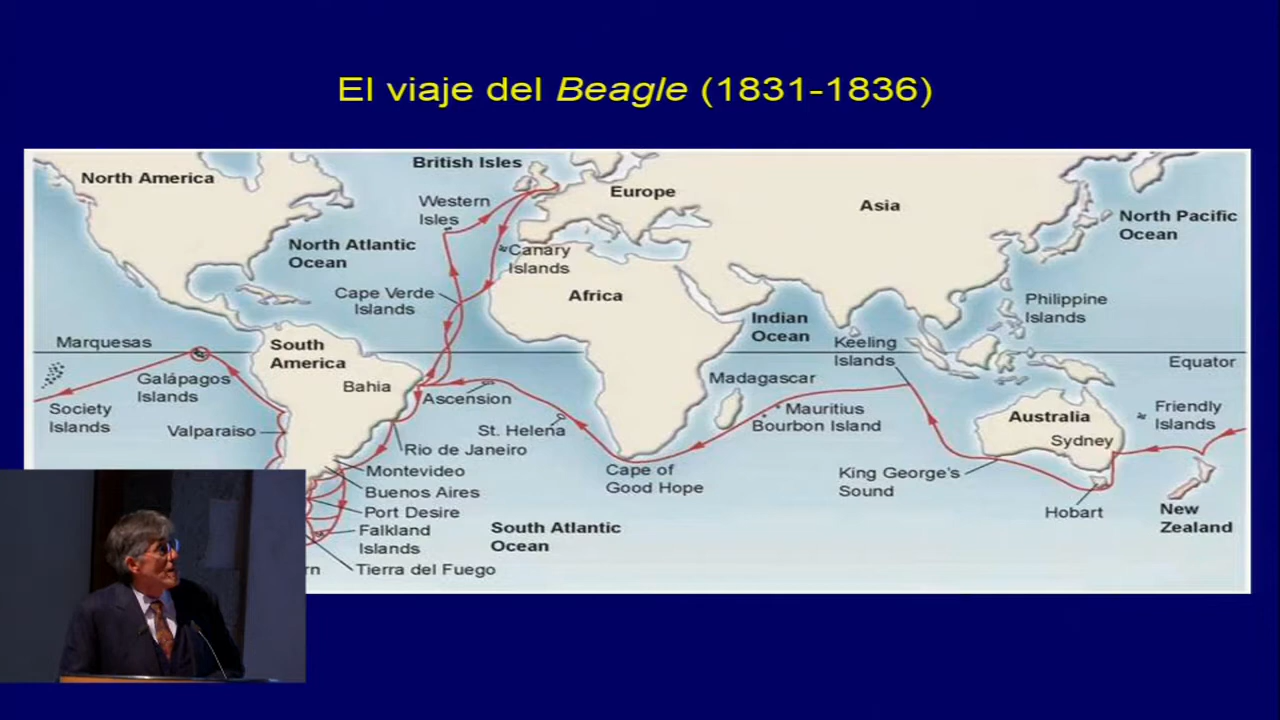 El viaje del Beagle (1831-1836)
British Isles
North America
Europe
Western
Isles
Asia
North Pacific
Ocean
North Atlantic
Ocean
Canary
Islands
Cape Verde
Islands
Africa
Philippine
Islands
Indian
Ocean
Marquesas
South
America
Keeling
Islands
Equator
Galápagos
Islands
Bahia
Ascension
Madagascar
Society
Islands
Mauritius
Bourbon Island
Australia
Friendly
Islands
Valparaiso
St. Helena
Sydney
Rio de Janeiro
Montevideo
Cape of
Good Hope
King George's
Sound
Buenos Aires
Port Desire
Hobart
New
Zealand
Falkland
Islands
South Atlantic
Ocean
rn
Tierra del Fuego